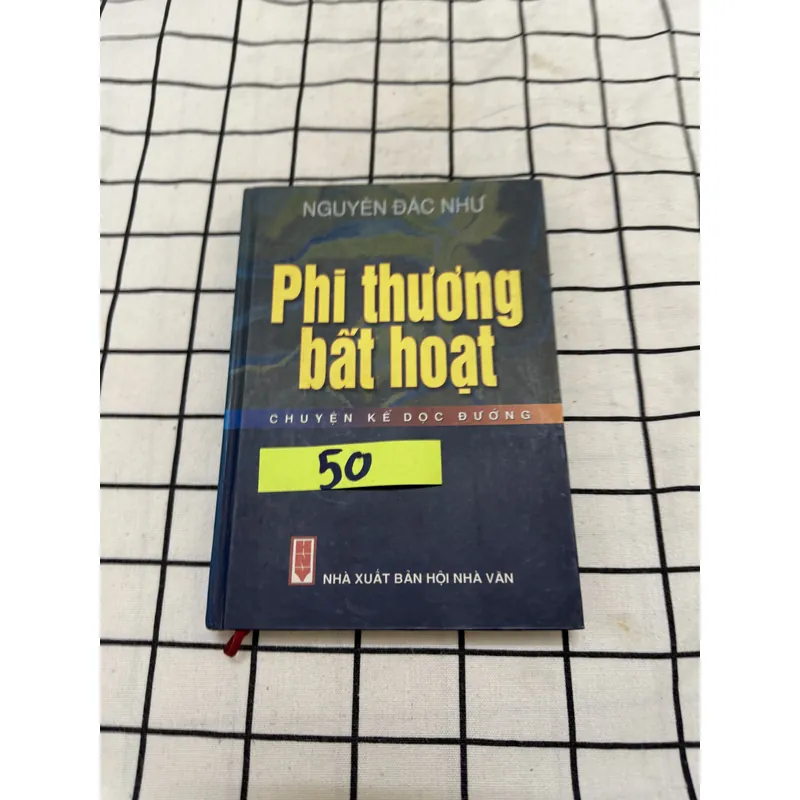 NGUYỄN ĐẮC NHƯ
Phi thương
bất hoạt
CHUYỆN KỂ DỌC ĐƯỜNG
50
NHÀ XUẤT BẢN HỘI NHÀ VĂN